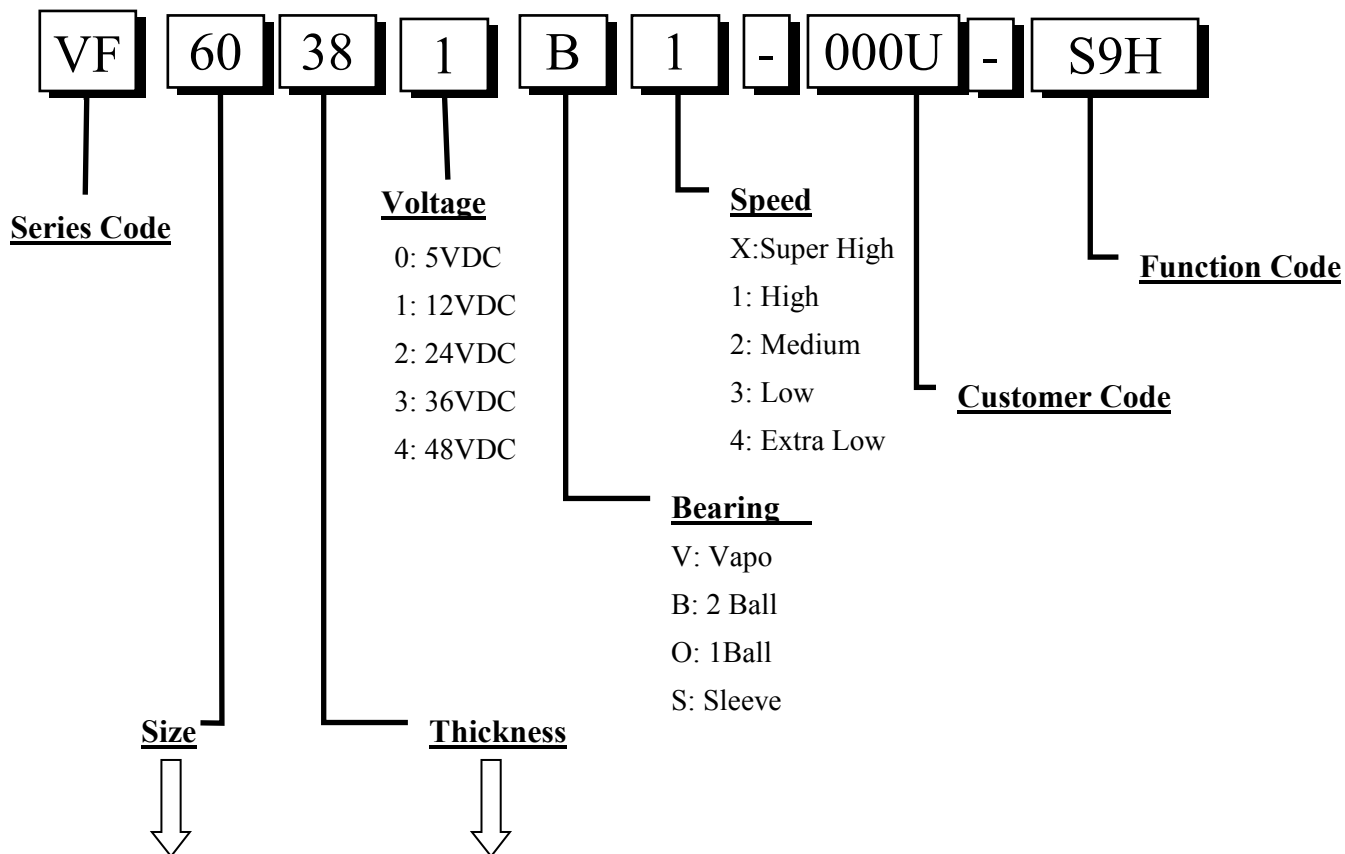 VF 60 38 1 B 1 - 000U - S9H
Series Code
Voltage
0: 5VDC
1: 12VDC
2: 24VDC
3: 36VDC
4: 48VDC
Speed
X:Super High
1: High
2: Medium
3: Low
4: Extra Low
Function Code
Customer Code
Bearing
V: Vapo
B: 2 Ball
O: 1Ball
S: Sleeve
Size
Thickness